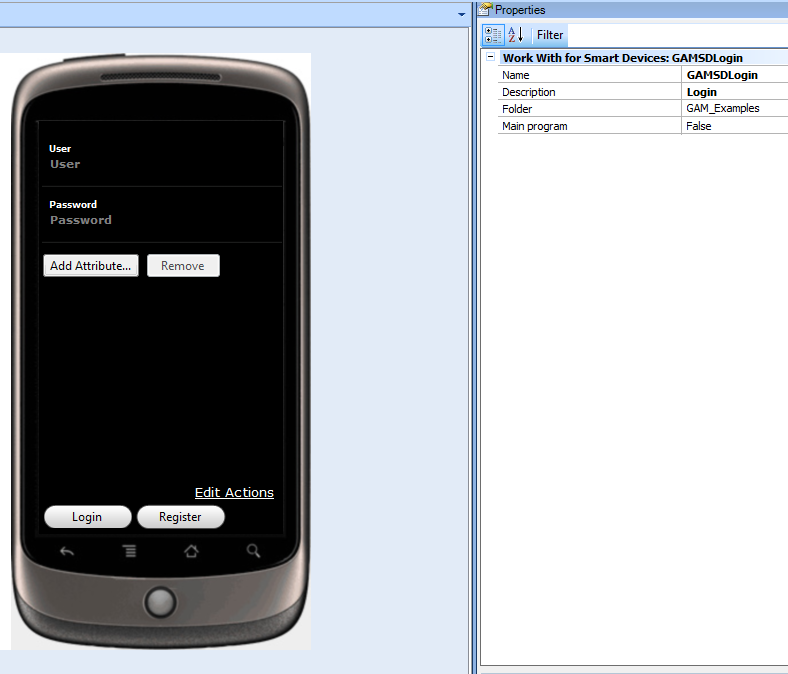 Properties
A
Z
Filter
Work With for Smart Devices: GAMSDLogin
Name GAMSDLogin
Description Login
Folder GAM_Examples
Main program False
User
User
Password
Password
Add Attribute... Remove
Edit Actions
Login Register